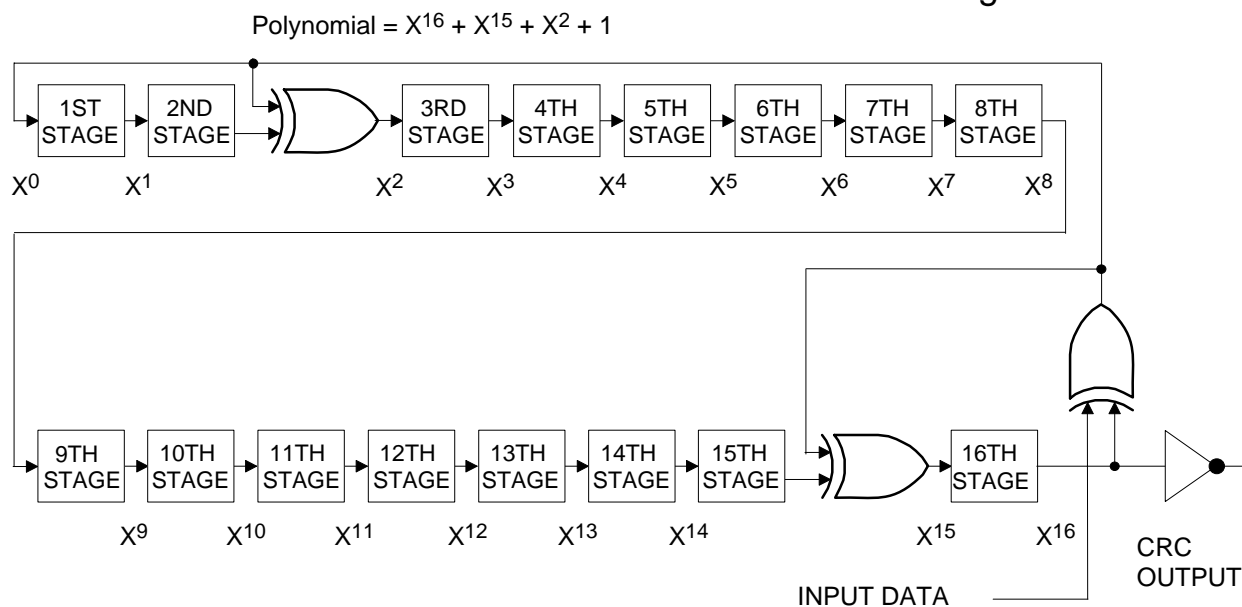 Polynomial = X16 + X15 + X2 + 1
1ST STAGE
2ND STAGE
3RD STAGE
4TH STAGE
5TH STAGE
6TH STAGE
7TH STAGE
8TH STAGE
X0 X1 X2 X3 X4 X5 X6 X7 X8
9TH STAGE
10TH STAGE
11TH STAGE
12TH STAGE
13TH STAGE
14TH STAGE
15TH STAGE
16TH STAGE
X9 X10 X11 X12 X13 X14 X15 X16
CRC
OUTPUT
INPUT DATA